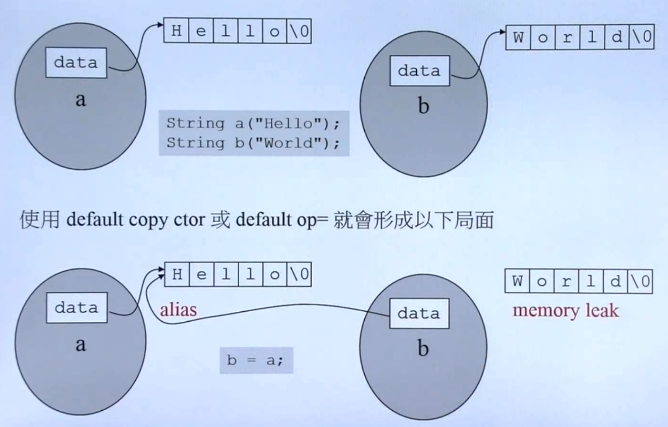 H e l l o \0
data
a
W o r l d \0
data
b
String a("Hello");
String b("World");
使用 default copy ctor 或 default op= 就會形成以下局面
H e l l o \0
data
alias
a
W o r l d \0
data
memory leak
b
b = a;